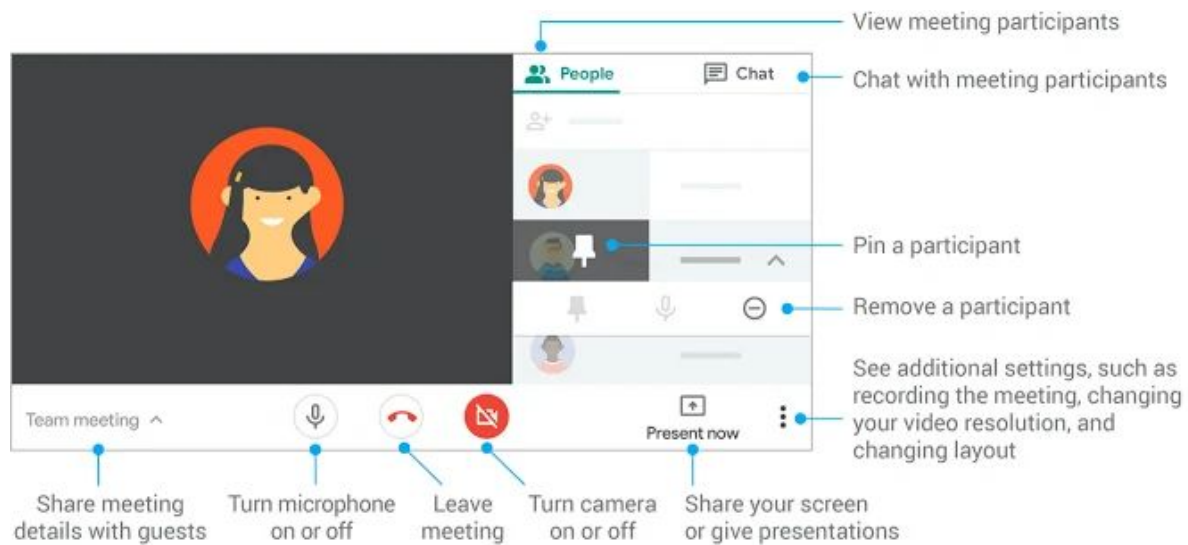 View meeting participants
People
Chat
Chat with meeting participants
Pin a participant
Remove a participant
See additional settings, such as
recording the meeting, changing
your video resolution, and
changing layout
Team meeting
Present now
Share meeting
details with guests
Turn microphone
on or off
Leave
meeting
Turn camera
on or off
Share your screen
or give presentations